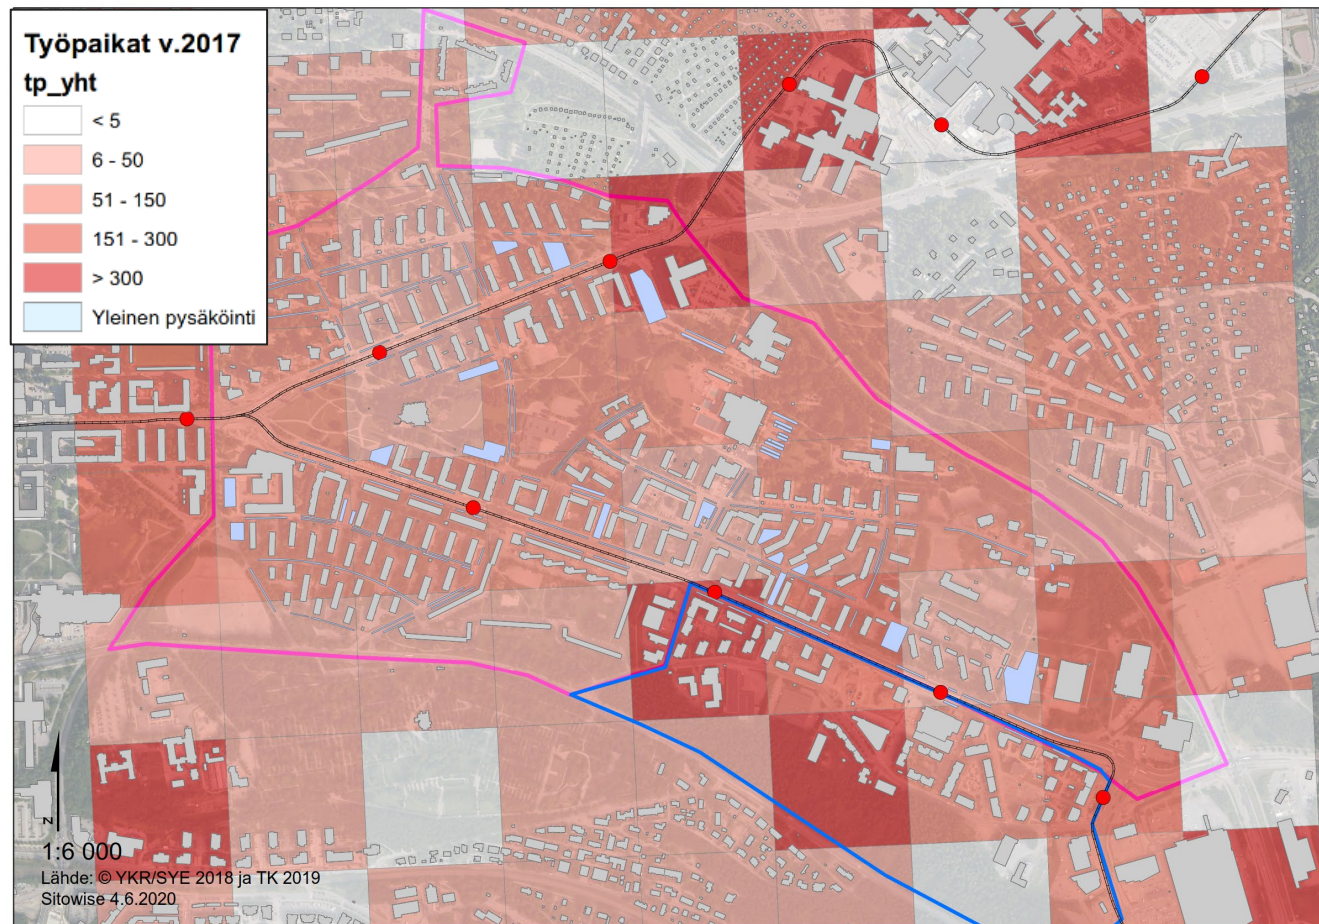 Työpaikat v.2017
tp_yht
< 5
6 - 50
51 - 150
151 - 300
> 300
Yleinen pysäköinti
N
1:6 000
Lähde: © YKR/SYE 2018 ja TK 2019
Sitowise 4.6.2020